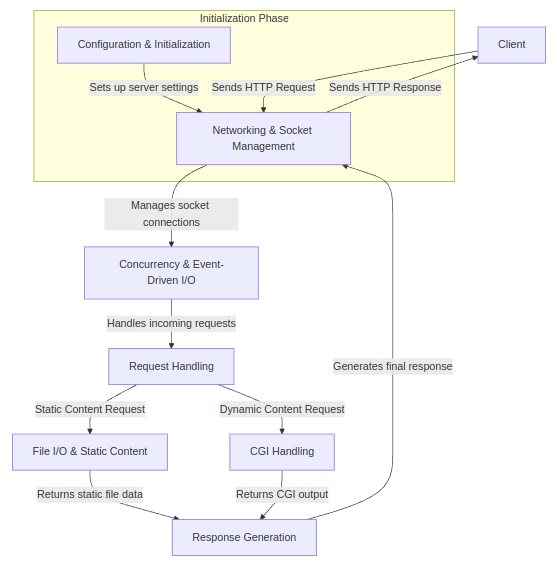 Initialization Phase
Configuration & Initialization
Client
Sets up server settings
Sends HTTP Request
Sends HTTP Response
Networking & Socket
Management
Manages socket
connections
Concurrency & Event-
Driven I/O
Handles incoming requests
Request Handling
Generates final response
Static Content Request
Dynamic Content Request
File I/O & Static Content
CGI Handling
Returns static file data
Returns CGI output
Response Generation